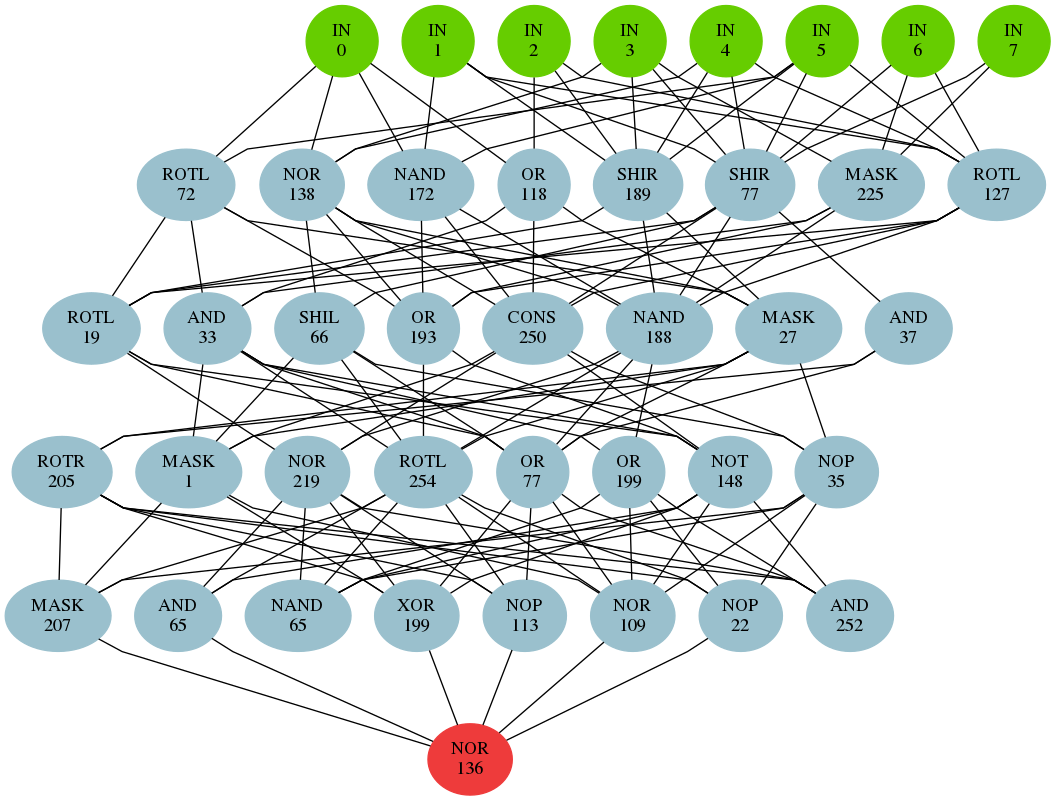 IN
0
IN
1
IN
2
IN
3
IN
4
IN
5
IN
6
IN
7
ROTL
72
NOR
138
NAND
172
OR
118
SHIR
189
SHIR
77
MASK
225
ROTL
127
ROTL
19
AND
33
SHIL
66
OR
193
CONS
250
NAND
188
MASK
27
AND
37
ROTR
205
MASK
1
NOR
219
ROTL
254
OR
77
OR
199
NOT
148
NOP
35
MASK
207
AND
65
NAND
65
XOR
199
NOP
113
NOR
109
NOP
22
AND
252
NOR
136